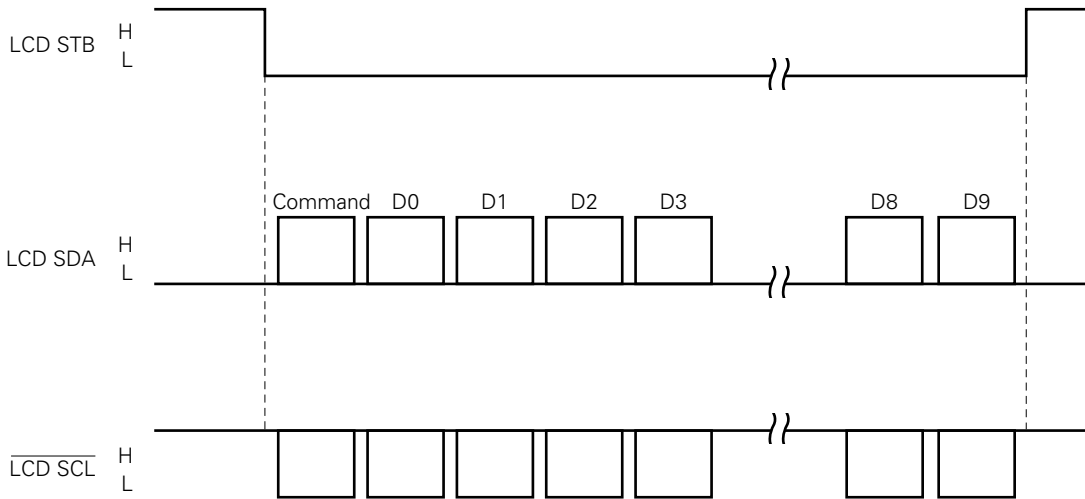 LCD STB H
L
Command D0 D1 D2 D3 D8 D9
LCD SDA H
L
LCD SCL H
L